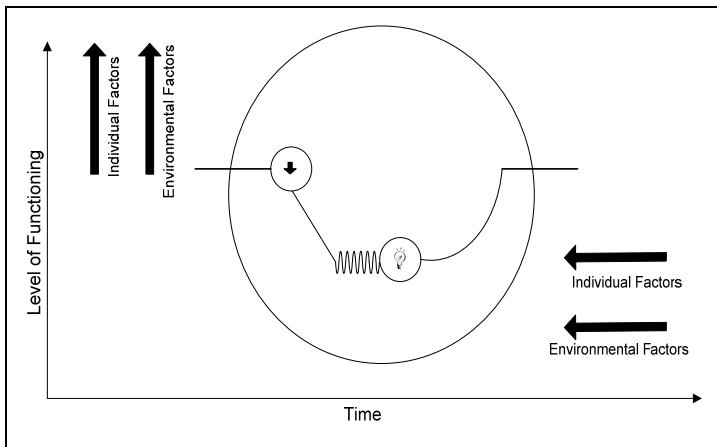 Level of Functioning
Individual Factors
Environmental Factors
Individual Factors
Environmental Factors
Time